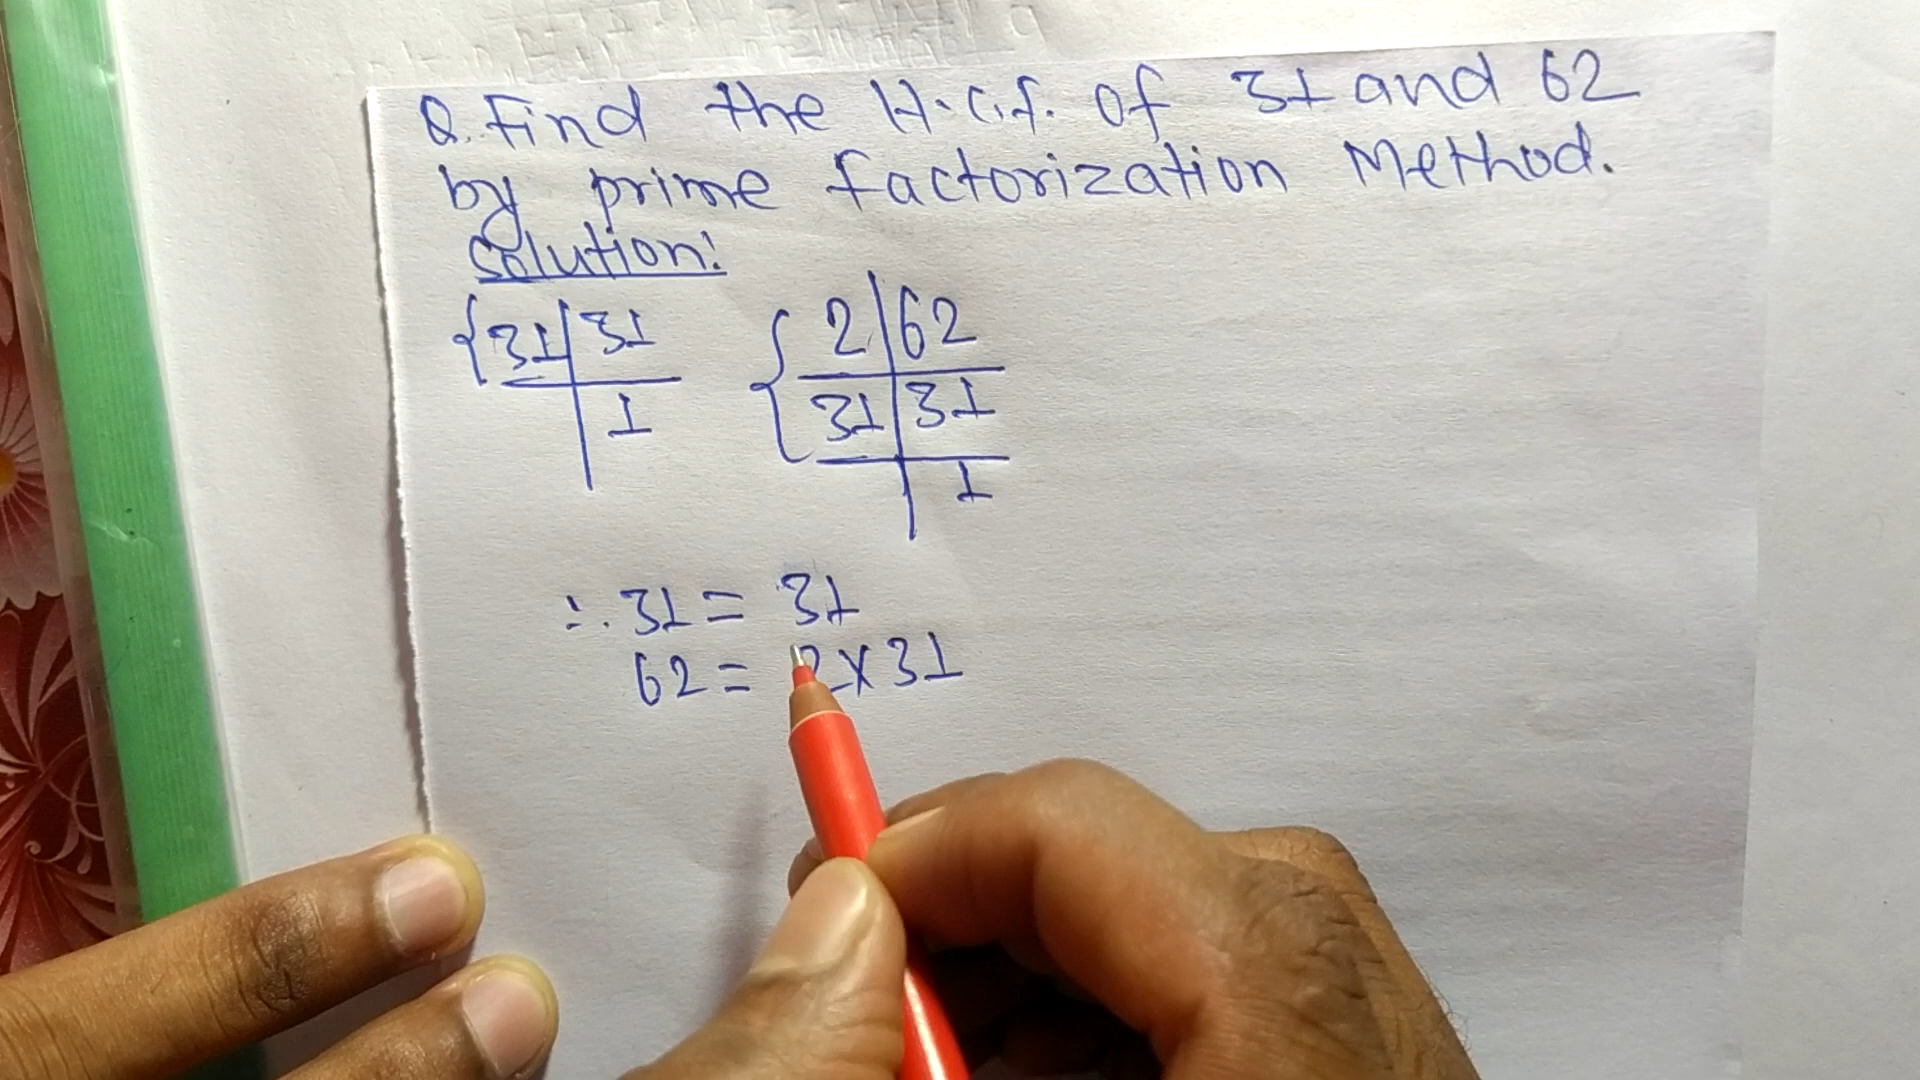 Q. Find the H.C.f. Of 31 and 62
by prime factorization Method.
Solution:
31 | 31
1
2 | 62
31 | 31
1
∴ 31 = 31
62 = 2 × 31